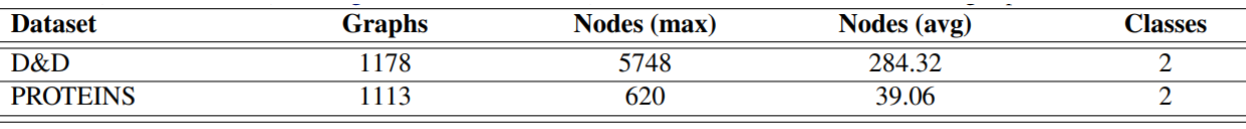 Dataset Graphs Nodes (max) Nodes (avg) Classes
D&D 1178 5748 284.32 2
PROTEINS 1113 620 39.06 2